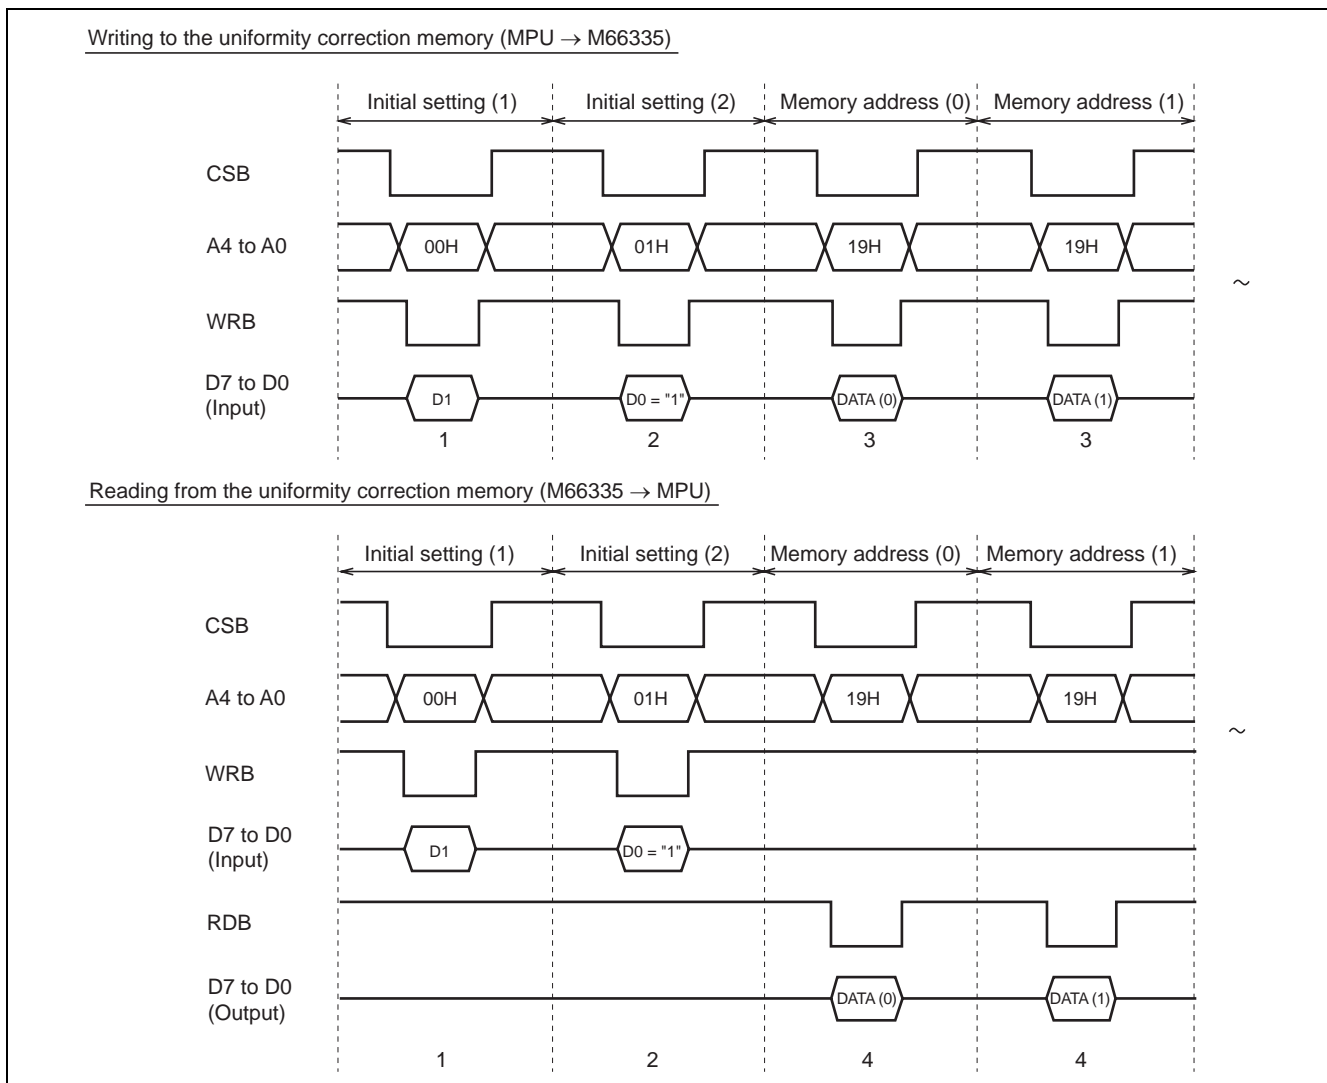 Writing to the uniformity correction memory (MPU → M66335)
Initial setting (1) Initial setting (2) Memory address (0) Memory address (1)
CSB
A4 to A0 00H 01H 19H 19H
~
WRB
D7 to D0
(Input) D1 D0 = "1" DATA (0) DATA (1)
1 2 3 3
Reading from the uniformity correction memory (M66335 → MPU)
Initial setting (1) Initial setting (2) Memory address (0) Memory address (1)
CSB
A4 to A0 00H 01H 19H 19H
~
WRB
D7 to D0
(Input) D1 D0 = "1"
RDB
D7 to D0
(Output) DATA (0) DATA (1)
1 2 4 4